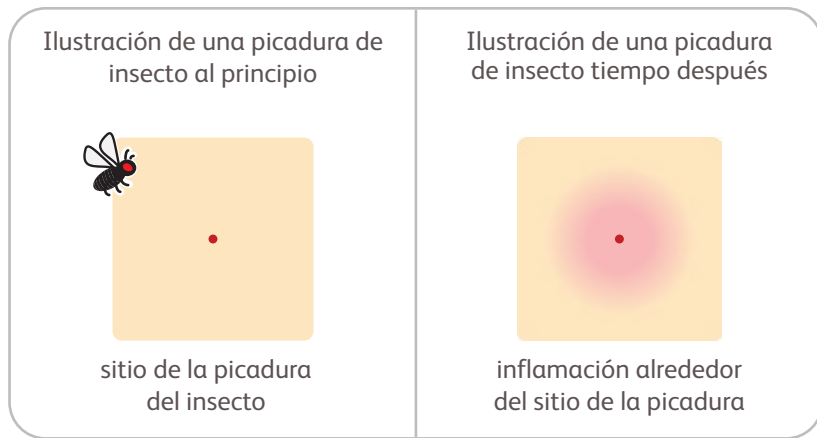 Ilustración de una picadura de
insecto al principio
sitio de la picadura
del insecto
Ilustración de una picadura
de insecto tiempo después
inflamación alrededor
del sitio de la picadura